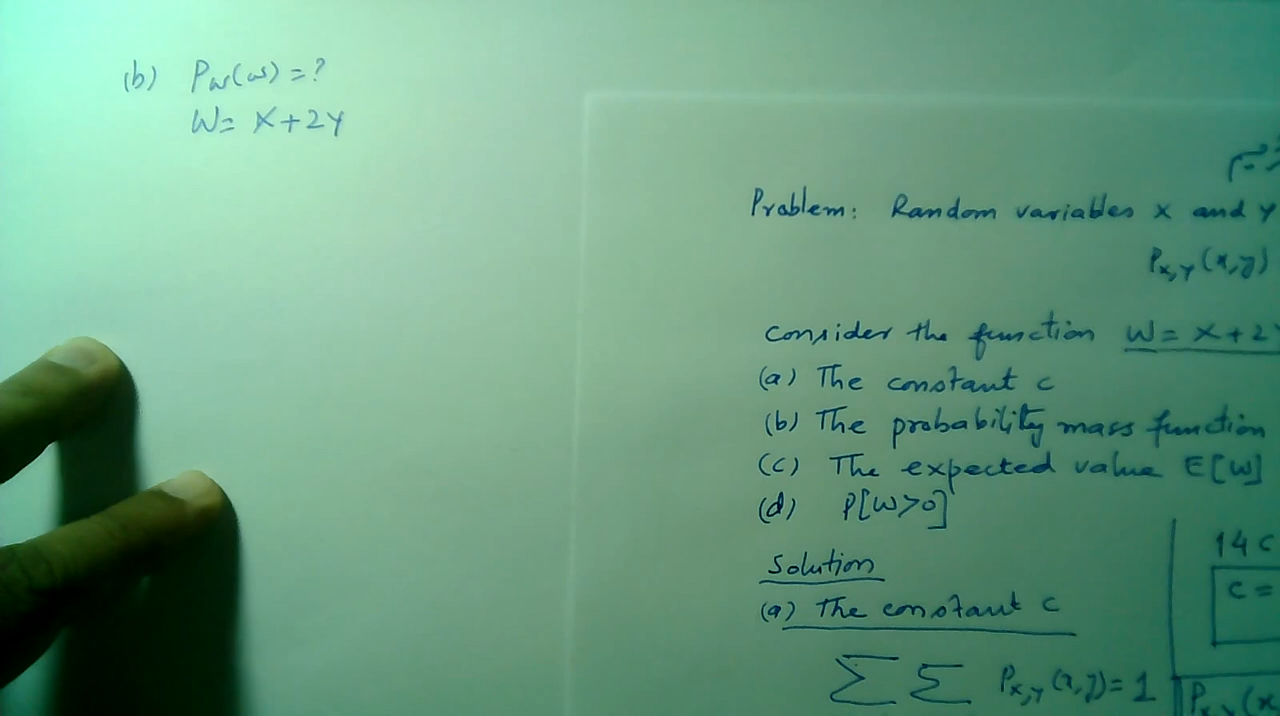 (b) Pw(w) = ?
W = X + 2Y
Problem: Random variables X and Y
Px,y (x,y)
Consider the function W = X + 2
(a) The constant c
(b) The probability mass function
(c) The expected value E[W]
(d) P[W>0]
Solution
(a) The constant c
∑ ∑ Px,y (x,y) = 1
14 c
c =
Px,y (x